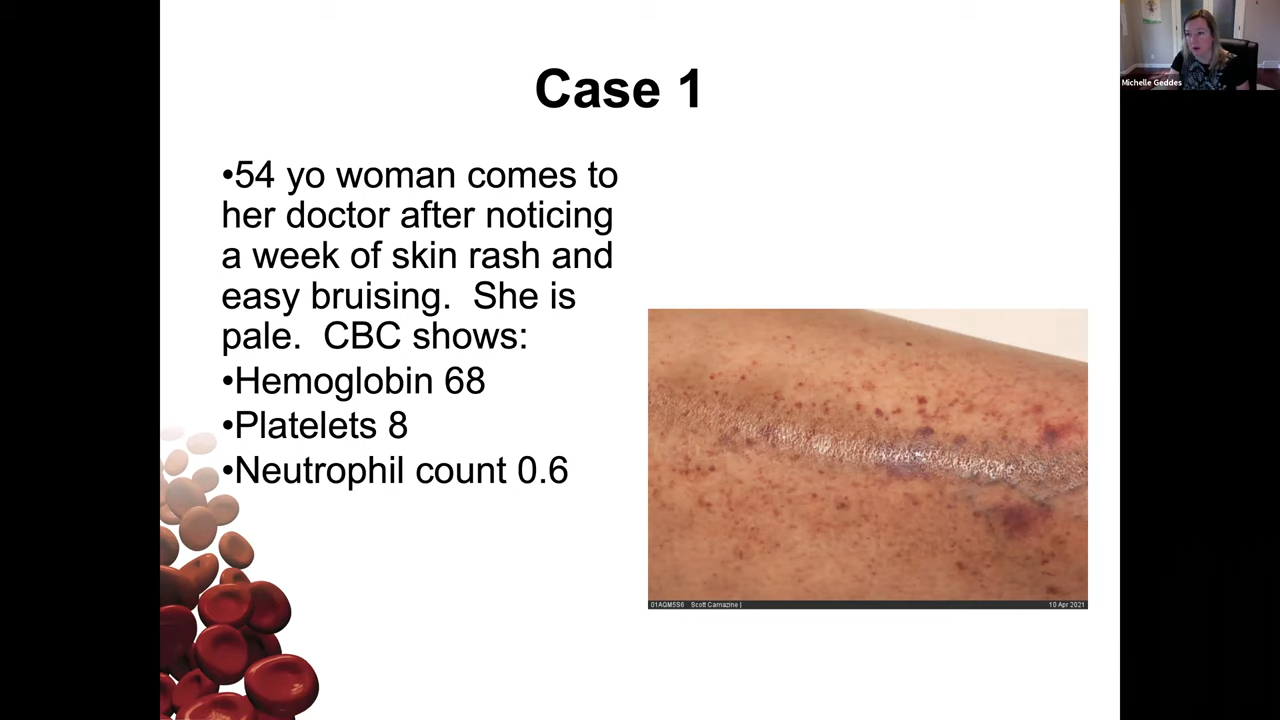 Case 1
•54 yo woman comes to
her doctor after noticing
a week of skin rash and
easy bruising.  She is
pale.  CBC shows:
•Hemoglobin 68
•Platelets 8
•Neutrophil count 0.6
01AQM5S6 Scott Camazine |
10 Apr 2021
Michelle Geddes